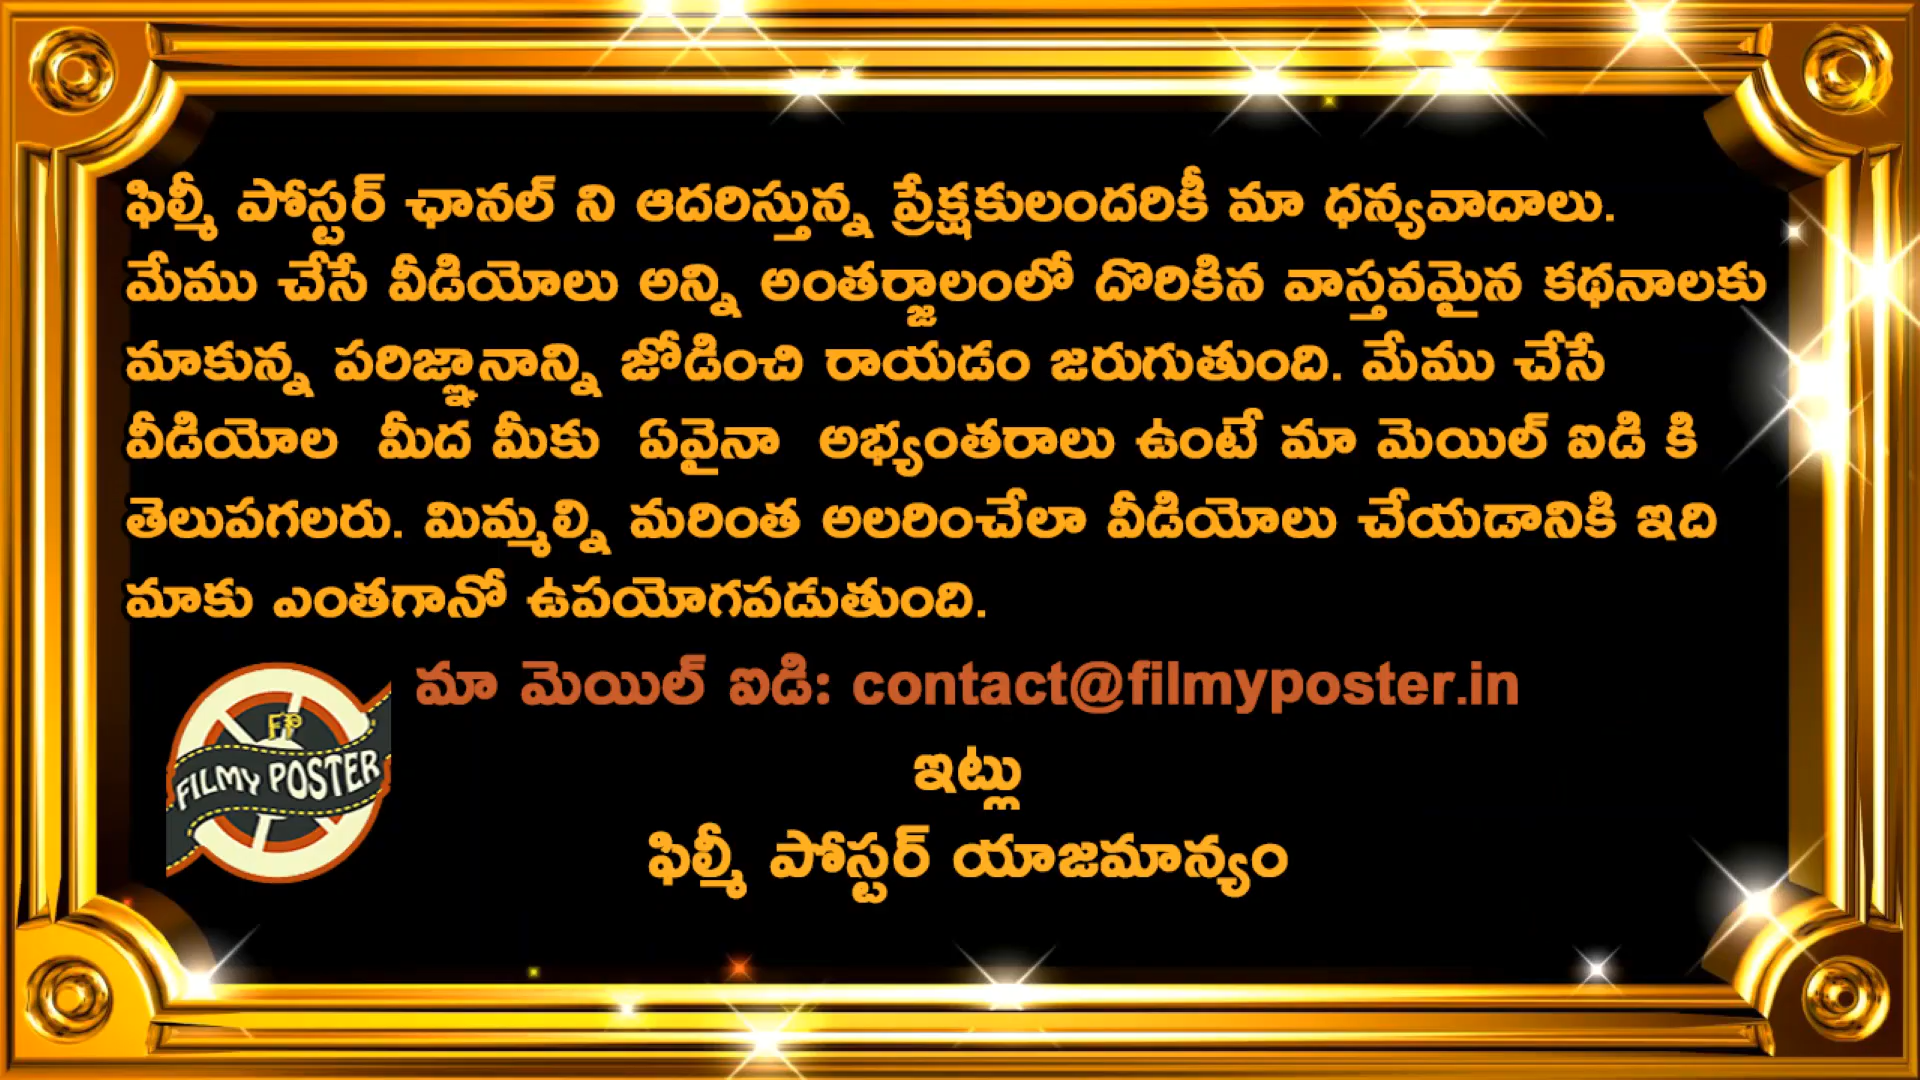 ఫిల్మీ పోస్టర్ ఛానల్ ని ఆదరిస్తున్న ప్రేక్షకులందరికీ మా ధన్యవాదాలు.
మేము చేసే వీడియోలు అన్ని అంతర్జాలంలో దొరికిన వాస్తవమైన కథనాలకు
మాకున్న పరిజ్ఞానాన్ని జోడించి రాయడం జరుగుతుంది. మేము చేసే
వీడియోల మీద మీకు ఏవైనా అభ్యంతరాలు ఉంటే మా మెయిల్ ఐడి కి
తెలుపగలరు. మిమ్మల్ని మరింత అలరించేలా వీడియోలు చేయడానికి ఇది
మాకు ఎంతగానో ఉపయోగపడుతుంది.
మా మెయిల్ ఐడి: contact@filmyposter.in
FP
FILMY POSTER
ఇట్లు
ఫిల్మీ పోస్టర్ యాజమాన్యం